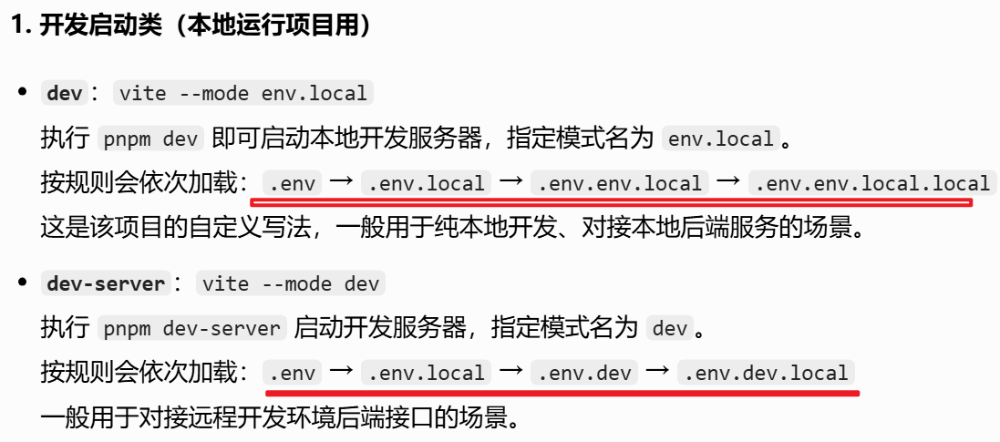 1. 开发启动类（本地运行项目用）
• dev： vite --mode env.local
执行 pnpm dev 即可启动本地开发服务器，指定模式名为 env.local。
按规则会依次加载：.env → .env.local → .env.env.local → .env.env.local.local
这是该项目的自定义写法，一般用于纯本地开发、对接本地后端服务的场景。
• dev-server： vite --mode dev
执行 pnpm dev-server 启动开发服务器，指定模式名为 dev。
按规则会依次加载：.env → .env.local → .env.dev → .env.dev.local
一般用于对接远程开发环境后端接口的场景。